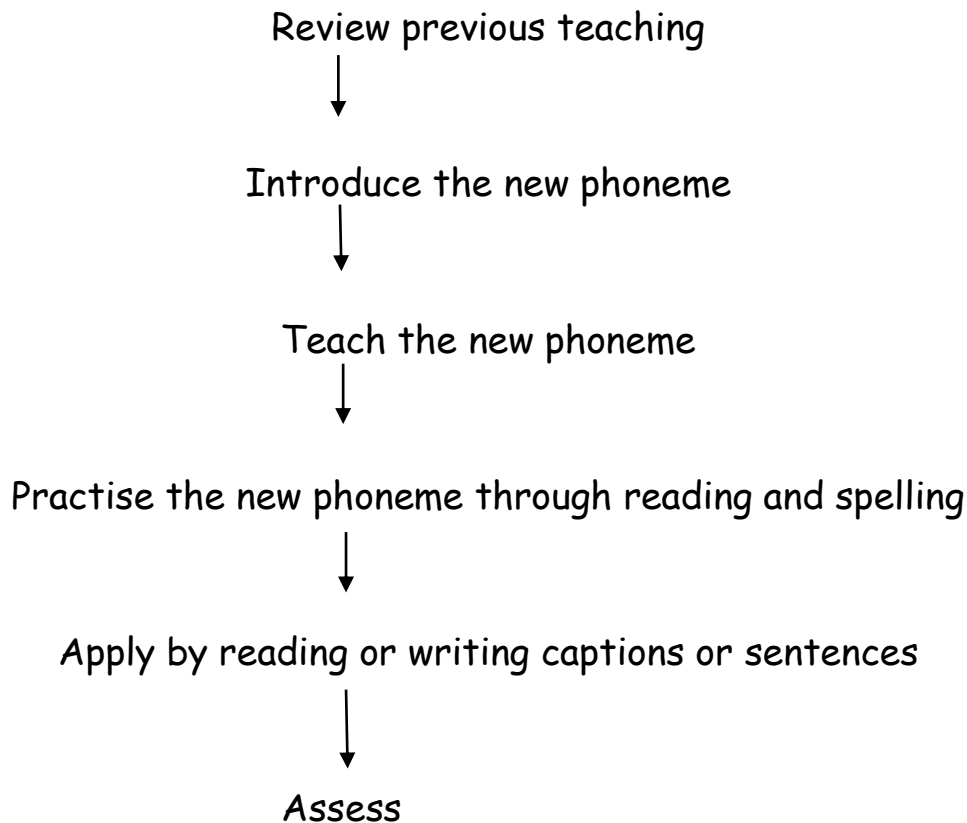 Review previous teaching
Introduce the new phoneme
Teach the new phoneme
Practise the new phoneme through reading and spelling
Apply by reading or writing captions or sentences
Assess